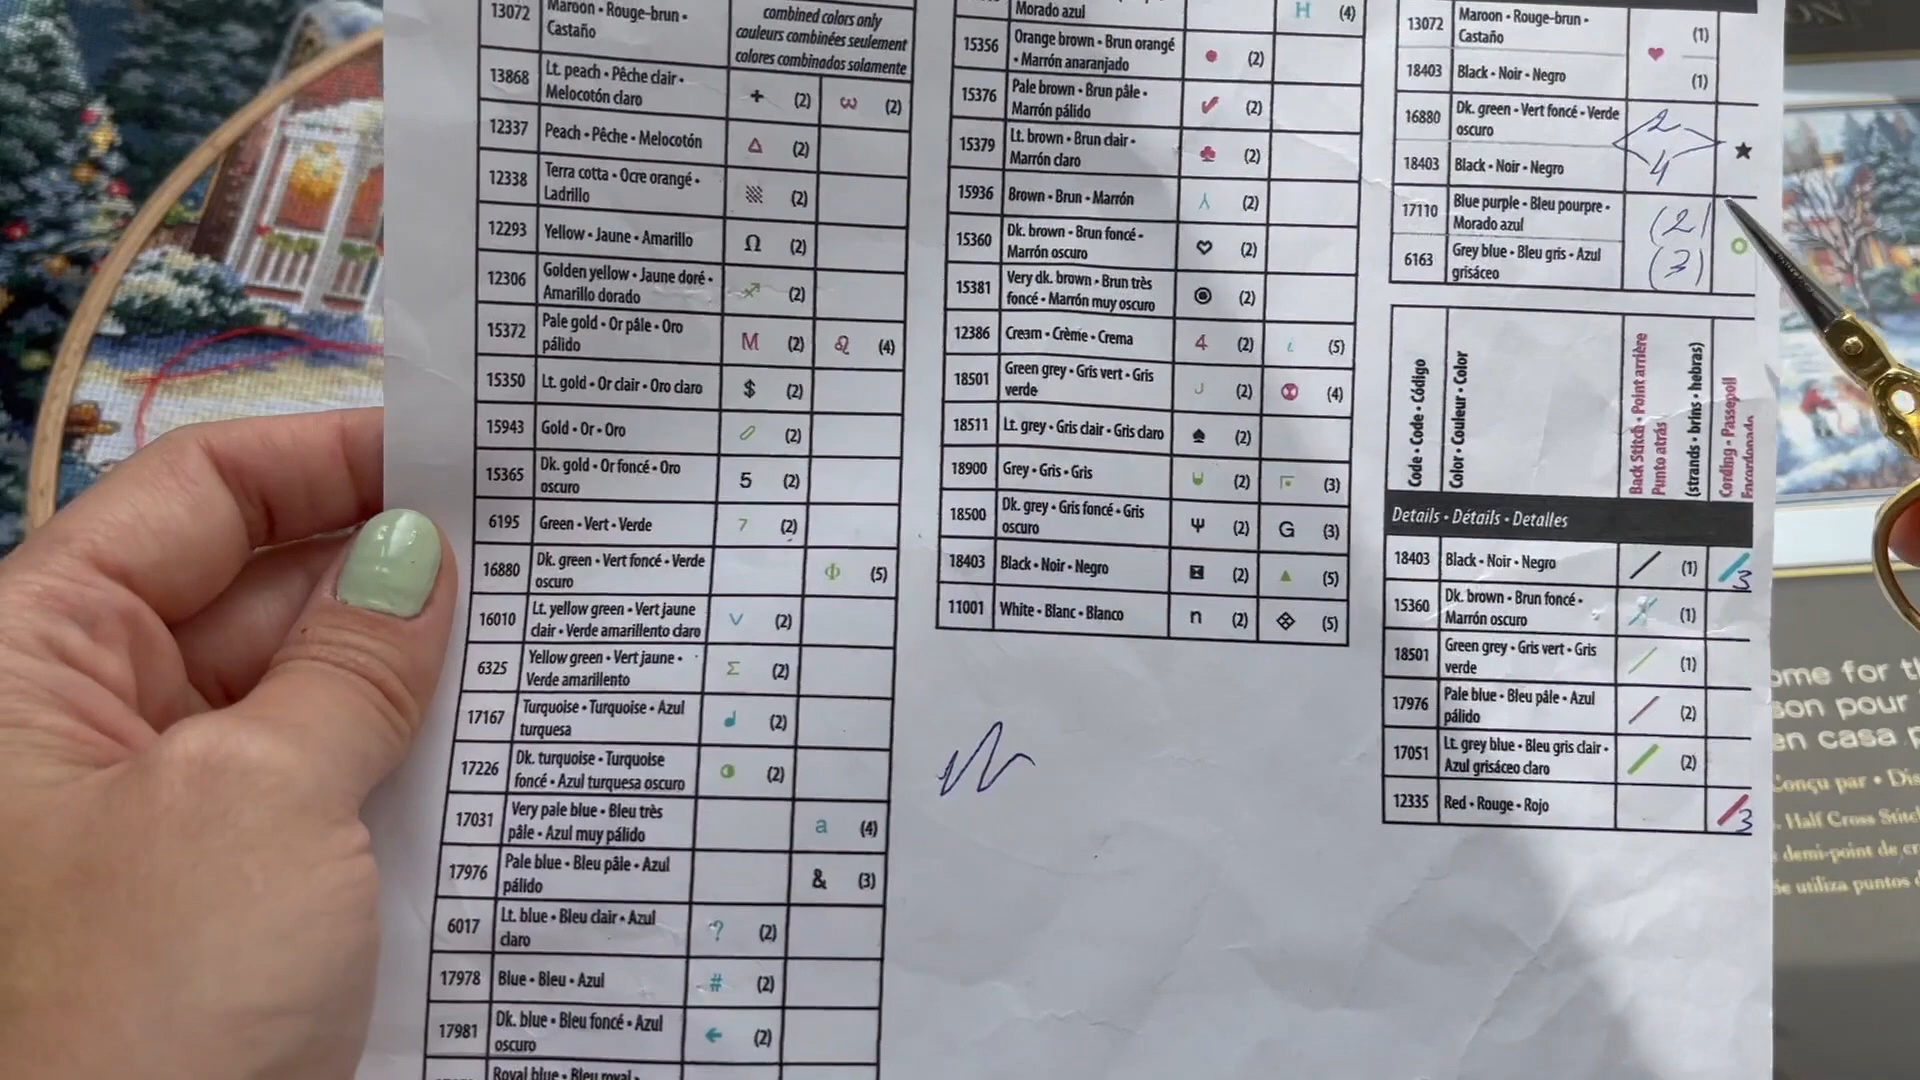 13072 Maroon • Rouge-brun •
Castaño
combined colors only
couleurs combinées seulement
colores combinados solamente
13868 Lt. peach • Pêche clair •
Melocotón claro
+ (2) (2)
12337 Peach • Pêche • Melocotón △ (2)
12338 Terra cotta • Ocre orangé •
Ladrillo
(2)
12293 Yellow • Jaune • Amarillo Ω (2)
12306 Golden yellow • Jaune doré •
Amarillo dorado
♐ (2)
15372 Pale gold • Or pâle • Oro
pálido
M (2) ♌ (4)
15350 Lt. gold • Or clair • Oro claro $ (2)
15943 Gold • Or • Oro (2)
15365 Dk. gold • Or foncé • Oro
oscuro
5 (2)
6195 Green • Vert • Verde 7 (2)
16880 Dk. green • Vert foncé • Verde
oscuro
Φ (5)
16010 Lt. yellow green • Vert jaune
clair • Verde amarillento claro
V (2)
6325 Yellow green • Vert jaune •
Verde amarillento
Σ (2)
17167 Turquoise • Turquoise • Azul
turquesa
(2)
17226 Dk. turquoise • Turquoise
foncé • Azul turquesa oscuro
(2)
17031 Very pale blue • Bleu très
pâle • Azul muy pálido
a (4)
17976 Pale blue • Bleu pâle • Azul
pálido
& (3)
6017 Lt. blue • Bleu clair • Azul
claro
? (2)
17978 Blue • Bleu • Azul # (2)
17981 Dk. blue • Bleu foncé • Azul
oscuro
← (2)
Royal blue • Bleu royal •
Morado azul
H (4)
15356 Orange brown • Brun orangé
• Marrón anaranjado
● (2)
15376 Pale brown • Brun pâle •
Marrón pálido
(2)
15379 Lt. brown • Brun clair •
Marrón claro
♣ (2)
15936 Brown • Brun • Marrón (2)
15360 Dk. brown • Brun foncé •
Marrón oscuro
♡ (2)
15381 Very dk. brown • Brun très
foncé • Marrón muy oscuro
◉ (2)
12386 Cream • Crème • Crema 4 (2) i (5)
18501 Green grey • Gris vert • Gris
verde
J (2) (4)
18511 Lt. grey • Gris clair • Gris claro ♠ (2)
18900 Grey • Gris • Gris (2) (3)
18500 Dk. grey • Gris foncé • Gris
oscuro
Ψ (2) G (3)
18403 Black • Noir • Negro (2) ▲ (5)
11001 White • Blanc • Blanco n (2) (5)
13072 Maroon • Rouge-brun •
Castaño
(1)
♥
18403 Black • Noir • Negro (1)
16880 Dk. green • Vert foncé • Verde
oscuro
2
★
18403 Black • Noir • Negro 4
17110 Blue purple • Bleu pourpre •
Morado azul
(2)
6163 Grey blue • Bleu gris • Azul
grisáceo
(3)
Code • Code • Código
Color • Couleur • Color
Back Stitch • Point arrière
Punto atrás
(strands • brins • hebras)
Cording • Passepoil
Encordonado
Details • Détails • Detalles
18403 Black • Noir • Negro (1) 3
15360 Dk. brown • Brun foncé •
Marrón oscuro
(1)
18501 Green grey • Gris vert • Gris
verde
(1)
17976 Pale blue • Bleu pâle • Azul
pálido
(2)
17051 Lt. grey blue • Bleu gris clair •
Azul grisáceo claro
(2)
12335 Red • Rouge • Rojo 3
for
son pour
en casa
Conçu par •
Half Cross
demi-point de
utiliza puntos